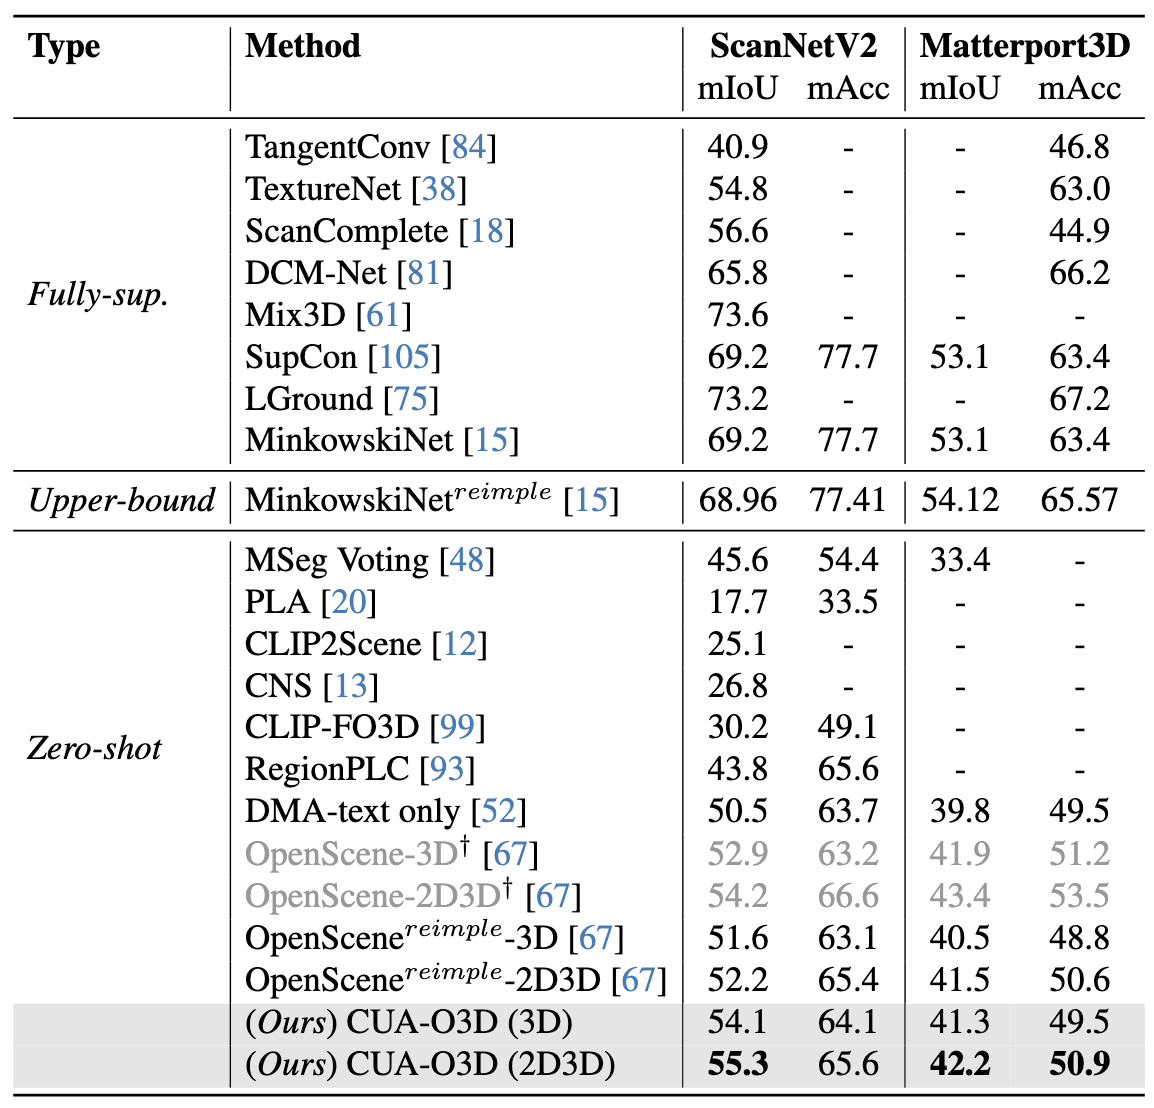 Type Method ScanNetV2 Matterport3D
mIoU mAcc mIoU mAcc
TangentConv [84] 40.9 - - 46.8
TextureNet [38] 54.8 - - 63.0
ScanComplete [18] 56.6 - - 44.9
DCM-Net [81] 65.8 - - 66.2
Fully-sup.
Mix3D [61] 73.6 - - -
SupCon [105] 69.2 77.7 53.1 63.4
LGround [75] 73.2 - - 67.2
MinkowskiNet [15] 69.2 77.7 53.1 63.4
Upper-bound MinkowskiNet^reimple [15] 68.96 77.41 54.12 65.57
MSeg Voting [48] 45.6 54.4 33.4 -
PLA [20] 17.7 33.5 - -
CLIP2Scene [12] 25.1 - - -
CNS [13] 26.8 - - -
CLIP-FO3D [99] 30.2 49.1 - -
Zero-shot
RegionPLC [93] 43.8 65.6 - -
DMA-text only [52] 50.5 63.7 39.8 49.5
OpenScene-3D† [67] 52.9 63.2 41.9 51.2
OpenScene-2D3D† [67] 54.2 66.6 43.4 53.5
OpenScene^reimple-3D [67] 51.6 63.1 40.5 48.8
OpenScene^reimple-2D3D [67] 52.2 65.4 41.5 50.6
(Ours) CUA-O3D (3D) 54.1 64.1 41.3 49.5
(Ours) CUA-O3D (2D3D) 55.3 65.6 42.2 50.9